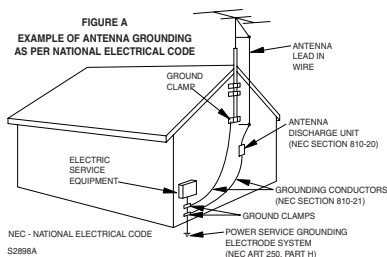 FIGURE A
EXAMPLE OF ANTENNA GROUNDING
AS PER NATIONAL ELECTRICAL CODE
ANTENNA
LEAD IN
WIRE
GROUND
CLAMP
ANTENNA
DISCHARGE UNIT
(NEC SECTION 810-20)
ELECTRIC
SERVICE
EQUIPMENT
GROUNDING CONDUCTORS
(NEC SECTION 810-21)
GROUND CLAMPS
POWER SERVICE GROUNDING
ELECTRODE SYSTEM
(NEC ART 250, PART H)
NEC - NATIONAL ELECTRICAL CODE
S2898A